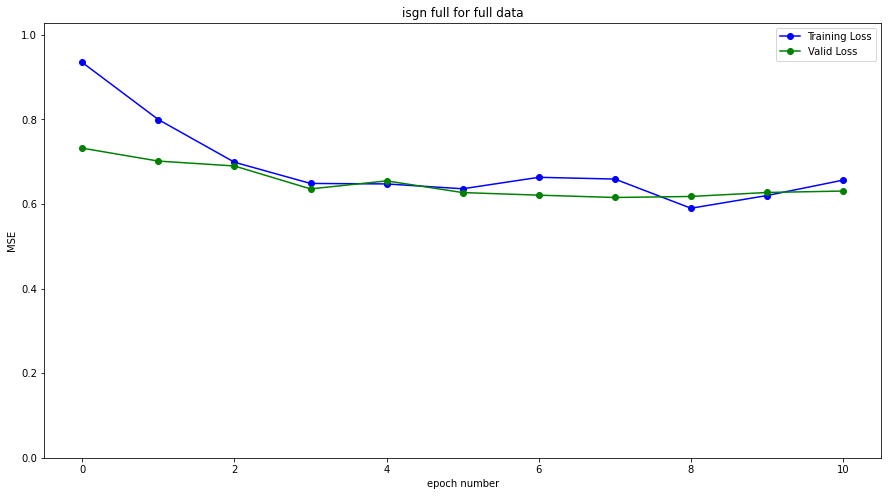 isgn full for full data
Training Loss
Valid Loss
1.0
0.8
0.6
0.4
0.2
0.0
MSE
0 2 4 6 8 10
epoch number